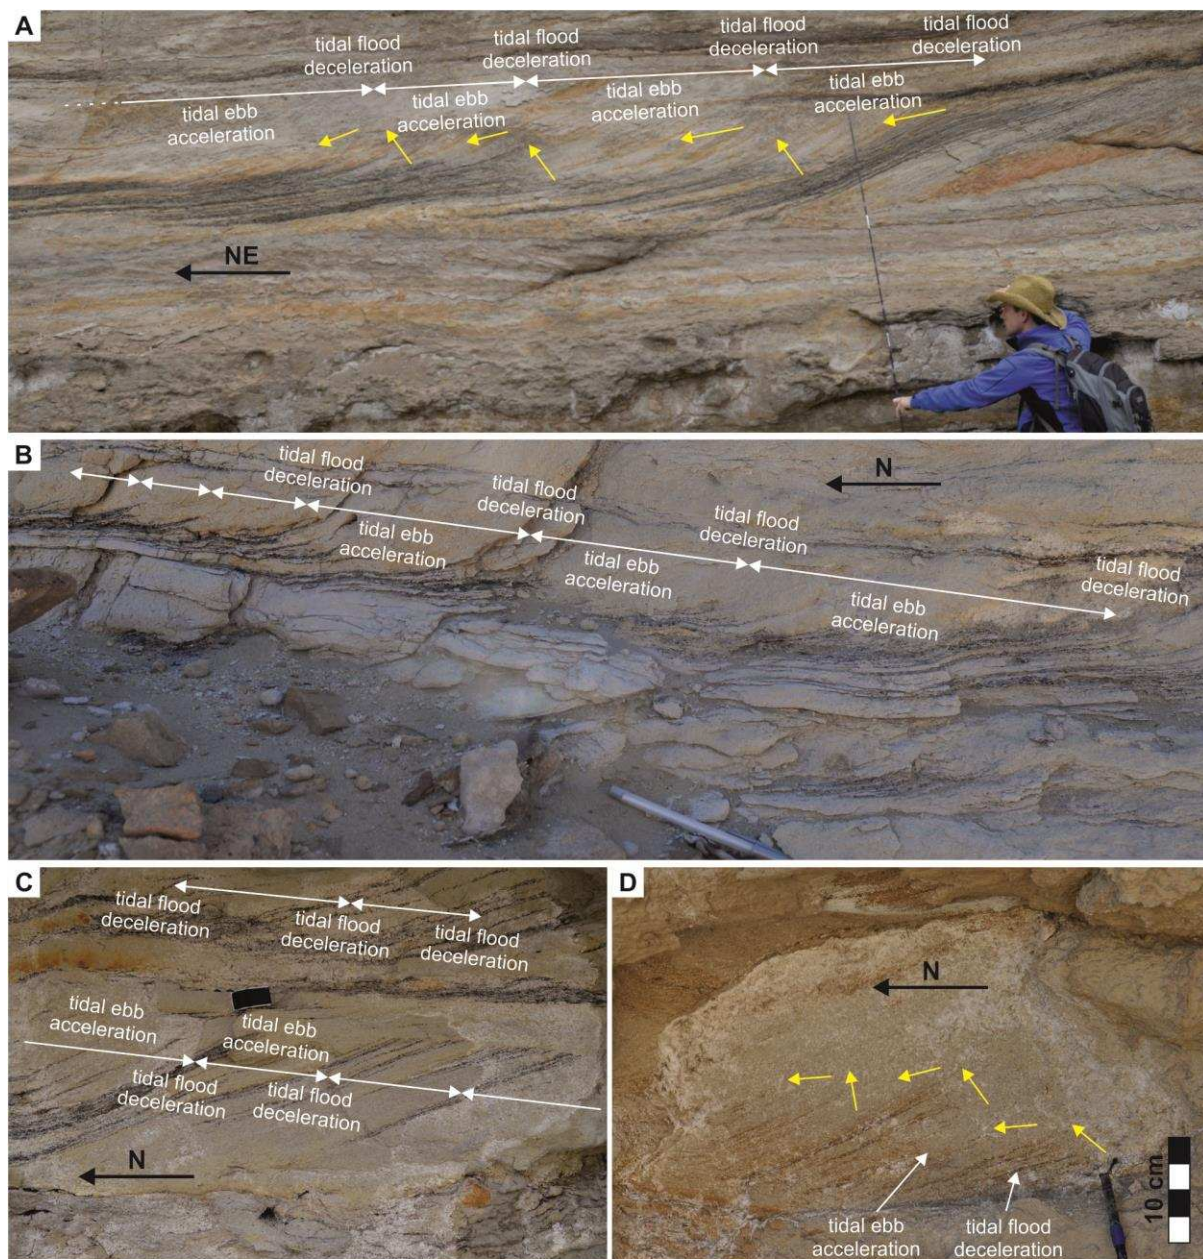 A
tidal flood
deceleration
tidal flood
deceleration
tidal flood
deceleration
tidal flood
deceleration
tidal ebb
acceleration
tidal ebb
acceleration
tidal ebb
acceleration
tidal ebb
acceleration
NE
B
tidal flood
deceleration
tidal flood
deceleration
tidal flood
deceleration
tidal flood
deceleration
tidal ebb
acceleration
tidal ebb
acceleration
tidal ebb
acceleration
N
C
tidal flood
deceleration
tidal flood
deceleration
tidal flood
deceleration
tidal ebb
acceleration
tidal ebb
acceleration
tidal flood
deceleration
tidal flood
deceleration
N
D
N
tidal ebb
acceleration
tidal flood
deceleration
10 cm